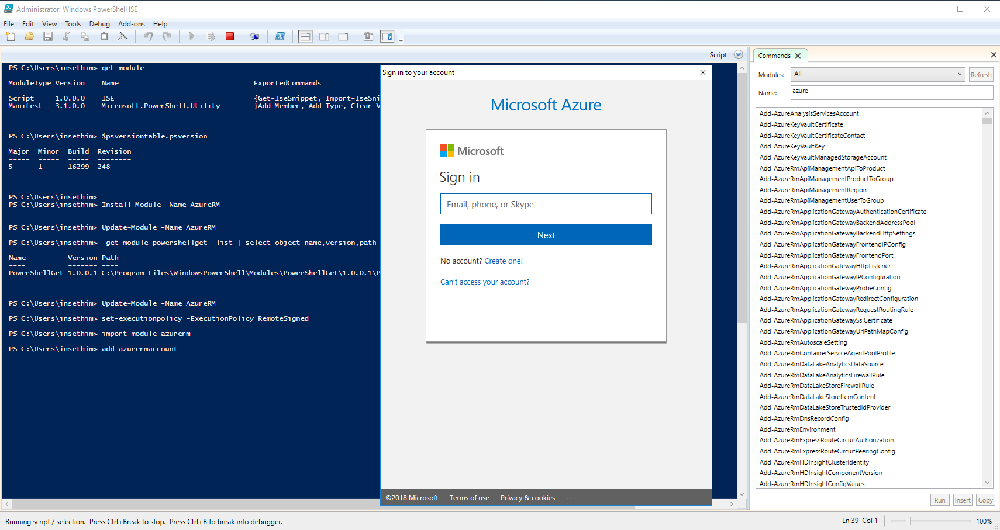 Administrator: Windows PowerShell ISE
File Edit View Tools Debug Add-ons Help
Script
PS C:\Users\insethim> get-module
ModuleType Version Name ExportedCommands
---------- ------- ---- ----------------
Script 1.0.0.0 ISE {Get-IseSnippet, Import-IseSni
Manifest 3.1.0.0 Microsoft.PowerShell.Utility {Add-Member, Add-Type, Clear-V
PS C:\Users\insethim> $psversiontable.psversion
Major Minor Build Revision
----- ----- ----- --------
5 1 16299 248
PS C:\Users\insethim>
PS C:\Users\insethim> Install-Module -Name AzureRM
PS C:\Users\insethim> Update-Module -Name AzureRM
PS C:\Users\insethim> get-module powershellget -list | select-object name,version,path
Name Version Path
---- ------- ----
PowerShellGet 1.0.0.1 C:\Program Files\WindowsPowerShell\Modules\PowerShellGet\1.0.0.1\P
PS C:\Users\insethim> Update-Module -Name AzureRM
PS C:\Users\insethim> set-executionpolicy -ExecutionPolicy RemoteSigned
PS C:\Users\insethim> import-module azurerm
PS C:\Users\insethim> add-azurermaccount
Sign in to your account
Microsoft Azure
Microsoft
Sign in
Email, phone, or Skype
Next
No account? Create one!
Can't access your account?
©2018 Microsoft Terms of use Privacy & cookies ...
Commands
Modules: All Refresh
Name: azure
Add-AzureAnalysisServicesAccount
Add-AzureKeyVaultCertificate
Add-AzureKeyVaultCertificateContact
Add-AzureKeyVaultKey
Add-AzureKeyVaultManagedStorageAccount
Add-AzureRmApiManagementApiToProduct
Add-AzureRmApiManagementProductToGroup
Add-AzureRmApiManagementRegion
Add-AzureRmApiManagementUserToGroup
Add-AzureRmApplicationGatewayAuthenticationCertificate
Add-AzureRmApplicationGatewayBackendAddressPool
Add-AzureRmApplicationGatewayBackendHttpSettings
Add-AzureRmApplicationGatewayFrontendIPConfig
Add-AzureRmApplicationGatewayFrontendPort
Add-AzureRmApplicationGatewayHttpListener
Add-AzureRmApplicationGatewayIPConfiguration
Add-AzureRmApplicationGatewayProbeConfig
Add-AzureRmApplicationGatewayRedirectConfiguration
Add-AzureRmApplicationGatewayRequestRoutingRule
Add-AzureRmApplicationGatewaySslCertificate
Add-AzureRmApplicationGatewayUrlPathMapConfig
Add-AzureRmAutoscaleSetting
Add-AzureRmContainerServiceAgentPoolProfile
Add-AzureRmDataLakeAnalyticsDataSource
Add-AzureRmDataLakeAnalyticsFirewallRule
Add-AzureRmDataLakeStoreFirewallRule
Add-AzureRmDataLakeStoreItemContent
Add-AzureRmDataLakeStoreTrustedIdProvider
Add-AzureRmDnsRecordConfig
Add-AzureRmEnvironment
Add-AzureRmExpressRouteCircuitAuthorization
Add-AzureRmExpressRouteCircuitPeeringConfig
Add-AzureRmHDInsightClusterIdentity
Add-AzureRmHDInsightComponentVersion
Add-AzureRmHDInsightConfigValues
Run Insert Copy
Running script / selection. Press Ctrl+Break to stop. Press Ctrl+B to break into debugger.
Ln 39 Col 1 100%